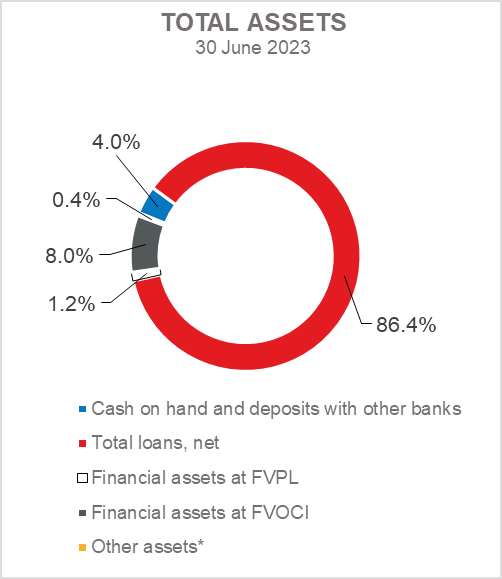 TOTAL ASSETS
30 June 2023
4.0%
0.4%
8.0%
1.2%
86.4%
Cash on hand and deposits with other banks
Total loans, net
Financial assets at FVPL
Financial assets at FVOCI
Other assets*